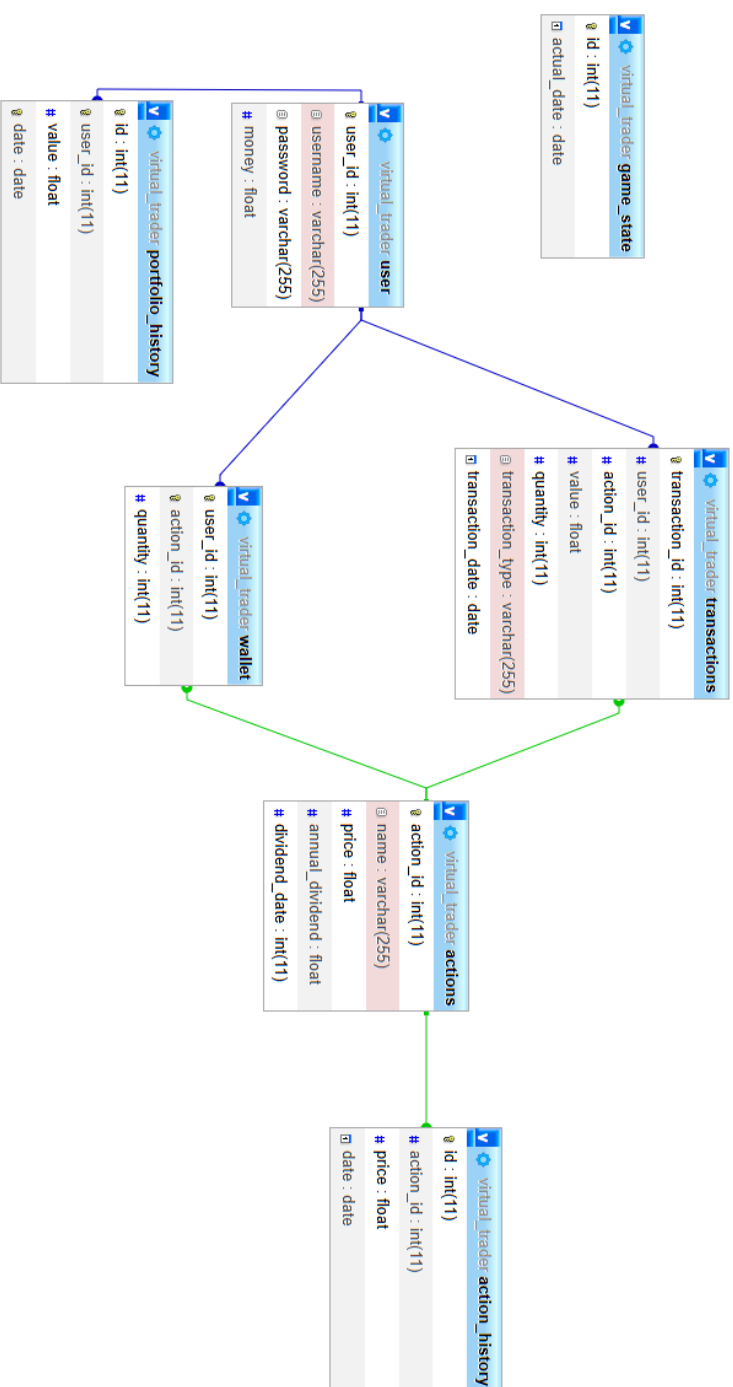 virtual_trader game_state
id : int(11)
actual_date : date
virtual_trader user
user_id : int(11)
username : varchar(255)
password : varchar(255)
money : float
virtual_trader portfolio_history
id : int(11)
user_id : int(11)
value : float
date : date
virtual_trader transactions
transaction_id : int(11)
user_id : int(11)
action_id : int(11)
value : float
quantity : int(11)
transaction_type : varchar(255)
transaction_date : date
virtual_trader wallet
user_id : int(11)
action_id : int(11)
quantity : int(11)
virtual_trader actions
action_id : int(11)
name : varchar(255)
price : float
annual_dividend : float
dividend_date : int(11)
virtual_trader action_history
id : int(11)
action_id : int(11)
price : float
date : date